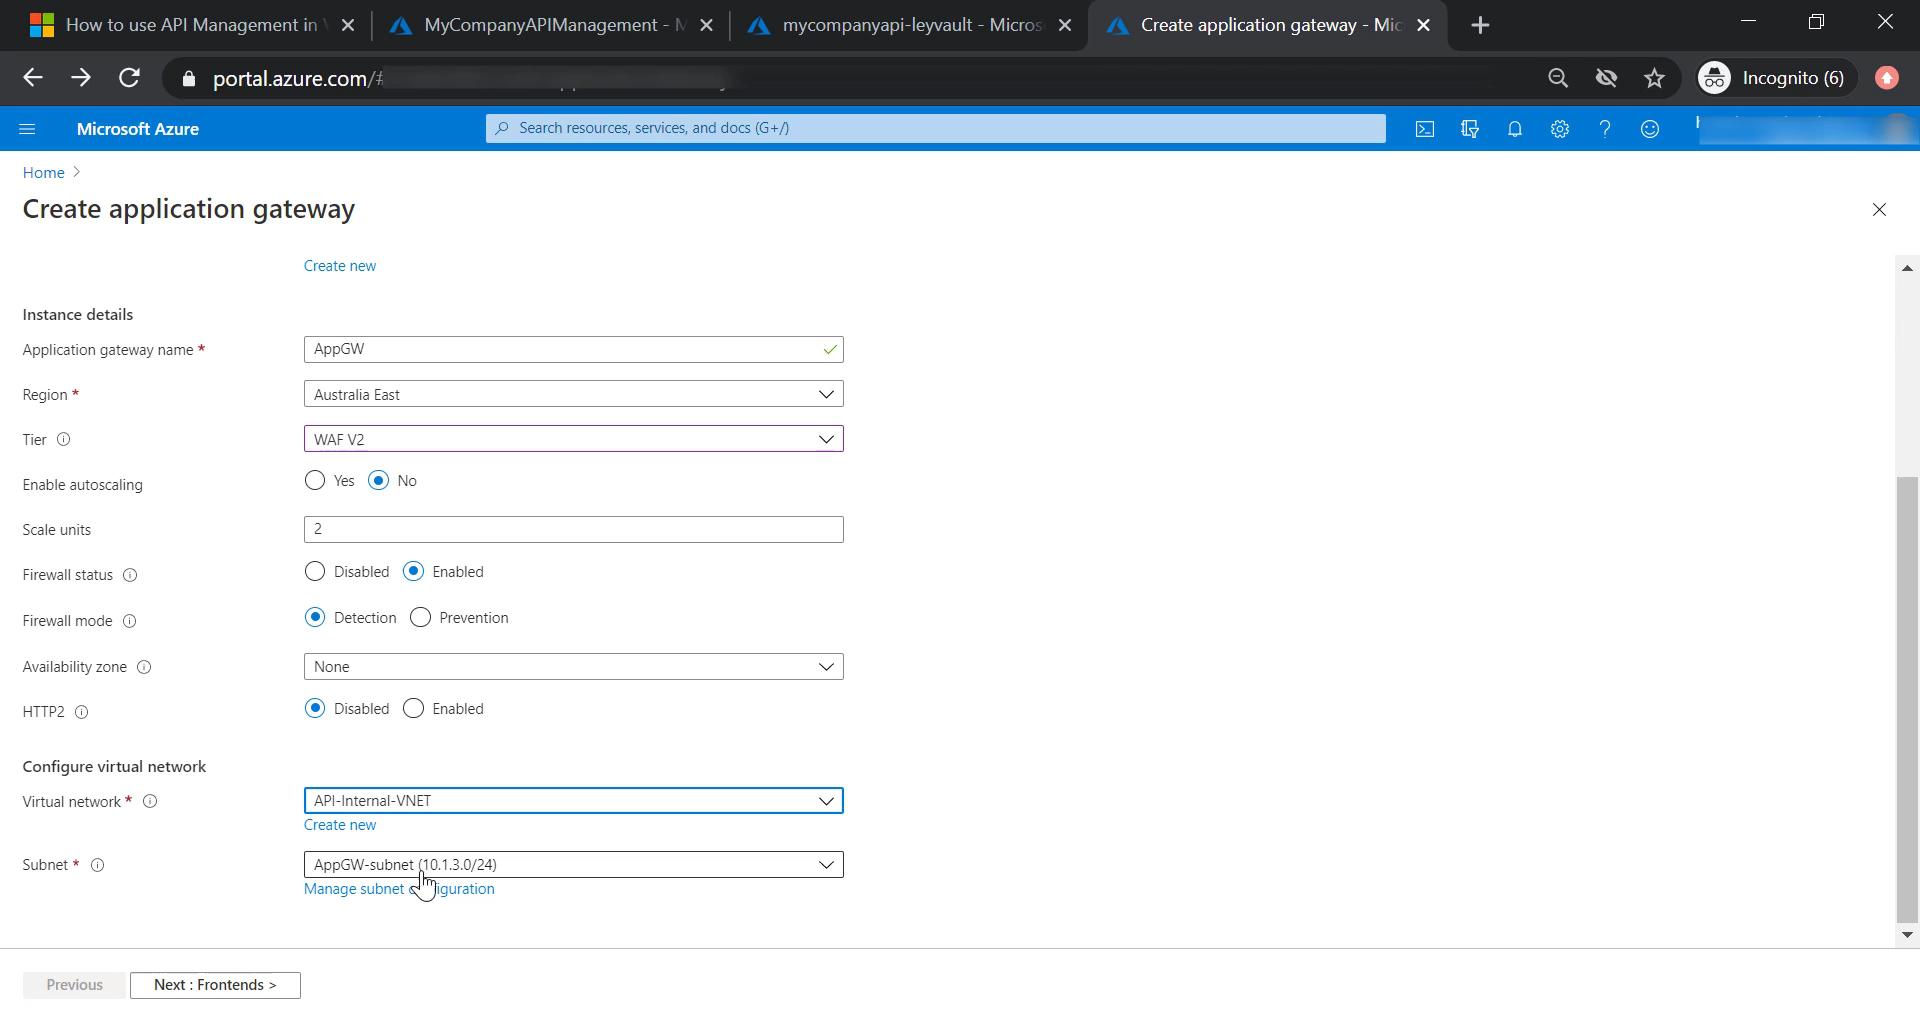 How to use API Management in
MyCompanyAPIManagement - M
mycompanyapi-leyvault - Micros
Create application gateway - Mic
portal.azure.com/#
Incognito (6)
Microsoft Azure
Search resources, services, and docs (G+/)
Home >
Create application gateway
Create new
Instance details
Application gateway name * AppGW
Region * Australia East
Tier WAF V2
Enable autoscaling Yes No
Scale units 2
Firewall status Disabled Enabled
Firewall mode Detection Prevention
Availability zone None
HTTP2 Disabled Enabled
Configure virtual network
Virtual network * API-Internal-VNET
Create new
Subnet * AppGW-subnet (10.1.3.0/24)
Manage subnet configuration
Previous Next : Frontends >